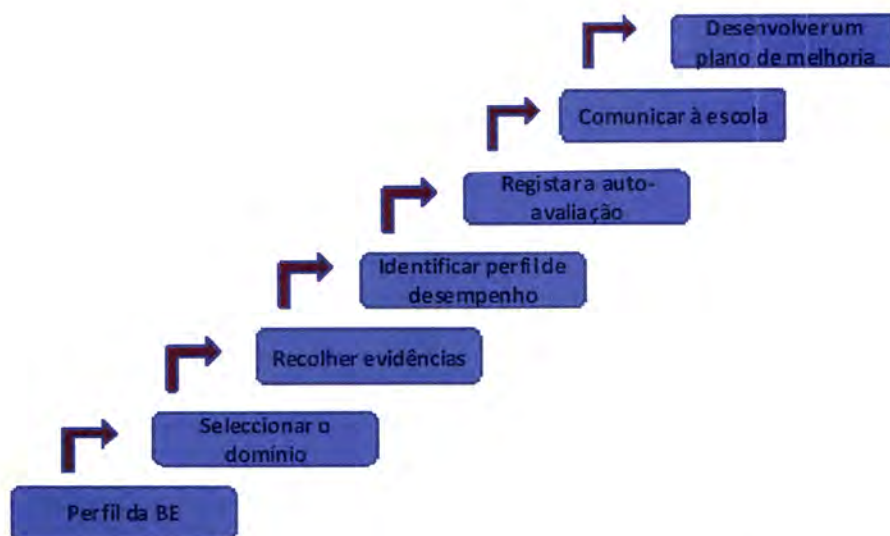 Desenvolver um
plano de melhoria
Comunicar à escola
Registar a auto-
avaliação
Identificar perfil de
desempenho
Recolher evidências
Seleccionar o
domínio
Perfil da BE